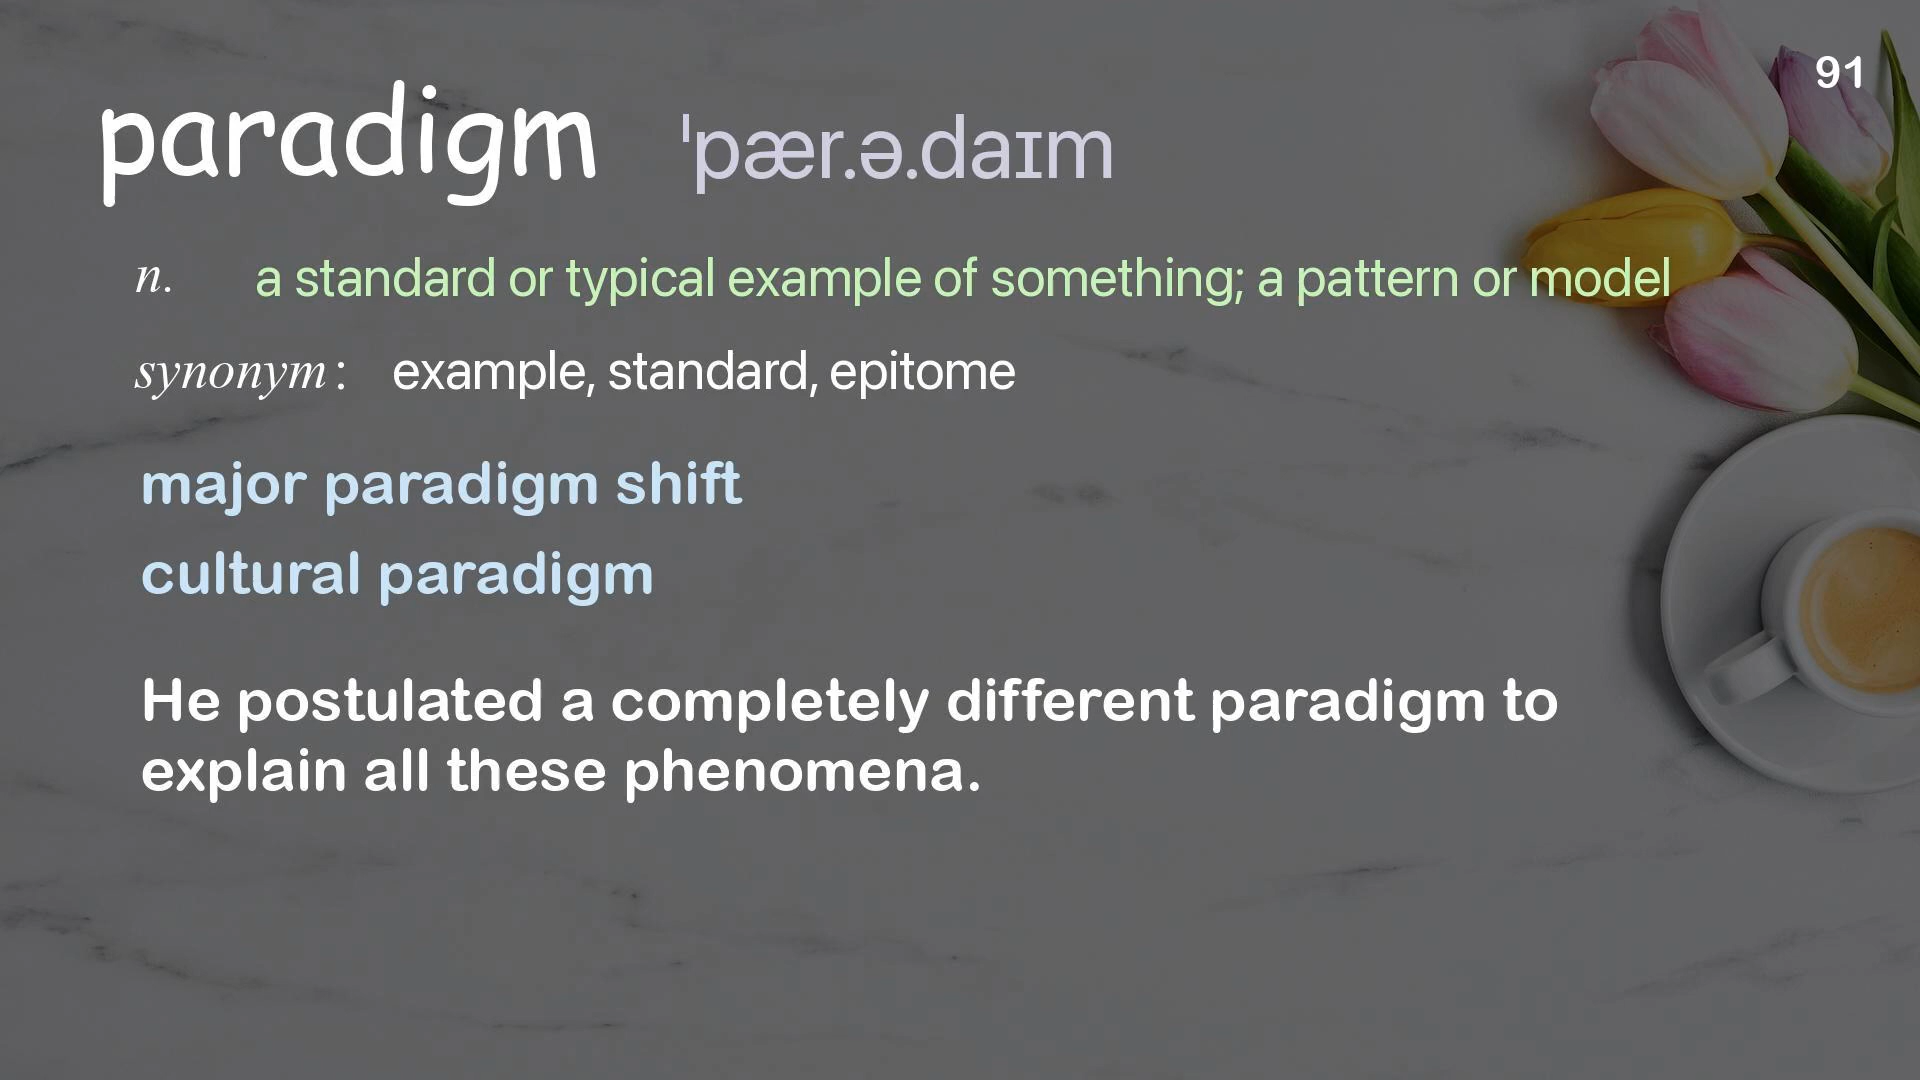 91
paradigm ˈpær.ə.daɪm
n. a standard or typical example of something; a pattern or model
synonym: example, standard, epitome
major paradigm shift
cultural paradigm
He postulated a completely different paradigm to
explain all these phenomena.